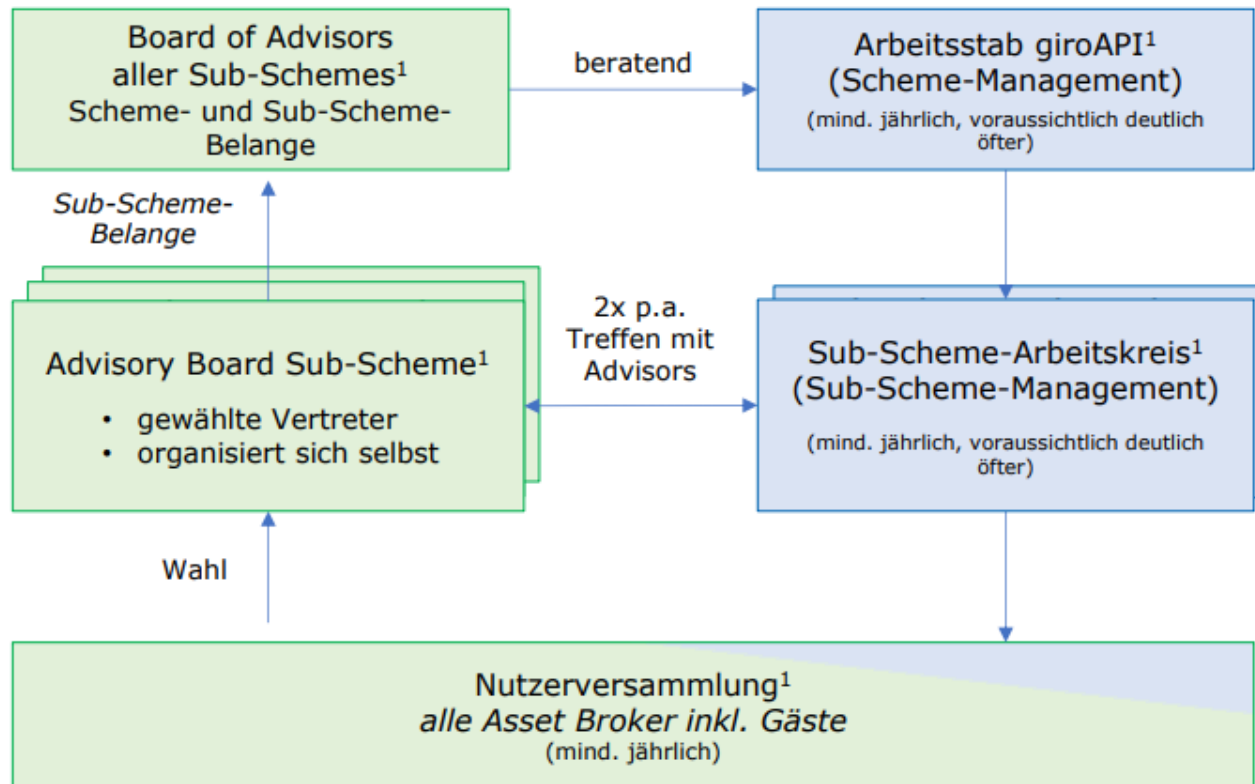 Board of Advisors
aller Sub-Schemes¹
Scheme- und Sub-Scheme-
Belange
beratend
Arbeitsstab giroAPI¹
(Scheme-Management)
(mind. jährlich, voraussichtlich deutlich
öfter)
Sub-Scheme-
Belange
Advisory Board Sub-Scheme¹
• gewählte Vertreter
• organisiert sich selbst
2x p.a.
Treffen mit
Advisors
Sub-Scheme-Arbeitskreis¹
(Sub-Scheme-Management)
(mind. jährlich, voraussichtlich deutlich
öfter)
Wahl
Nutzerversammlung¹
alle Asset Broker inkl. Gäste
(mind. jährlich)